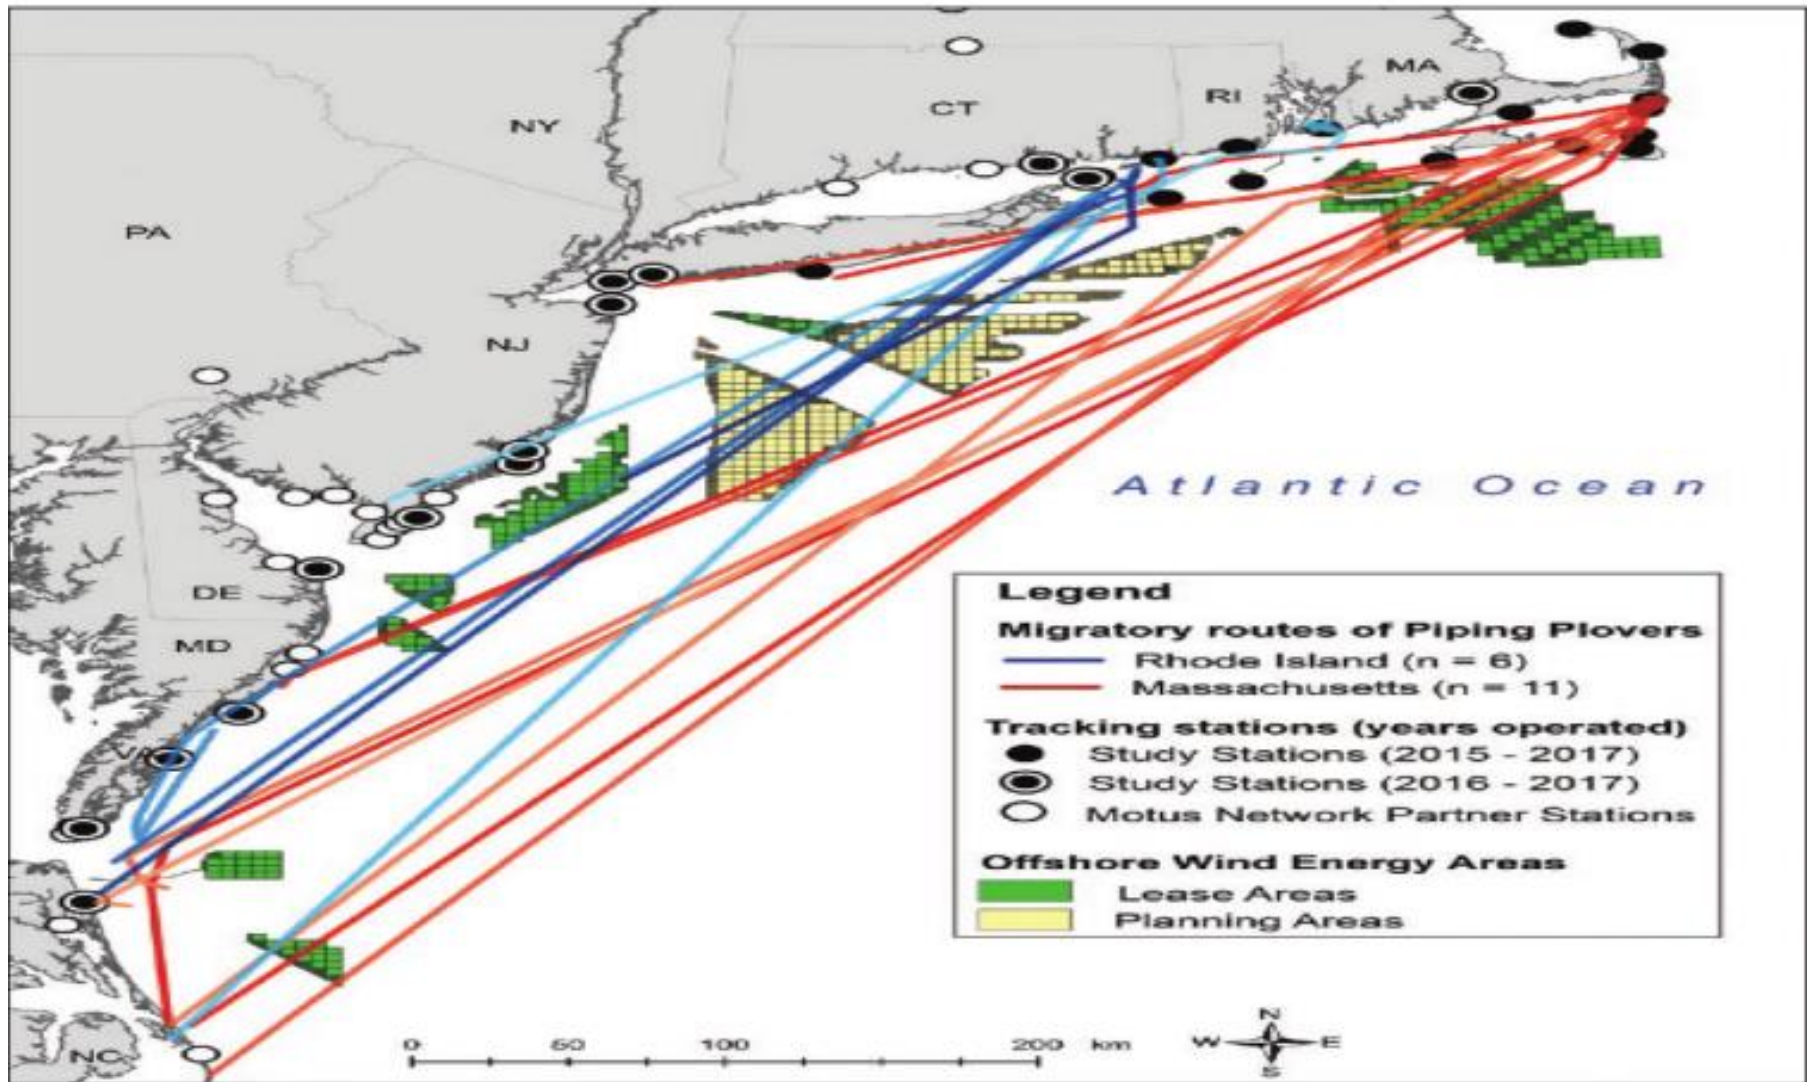 MA
RI
CT
NY
PA
NJ
Atlantic Ocean
DE
MD
VA
NC
Legend
Migratory routes of Piping Plovers
Rhode Island (n = 6)
Massachusetts (n = 11)
Tracking stations (years operated)
Study Stations (2015 - 2017)
Study Stations (2016 - 2017)
Motus Network Partner Stations
Offshore Wind Energy Areas
Lease Areas
Planning Areas
0 50 100 200 km
N
W E
S